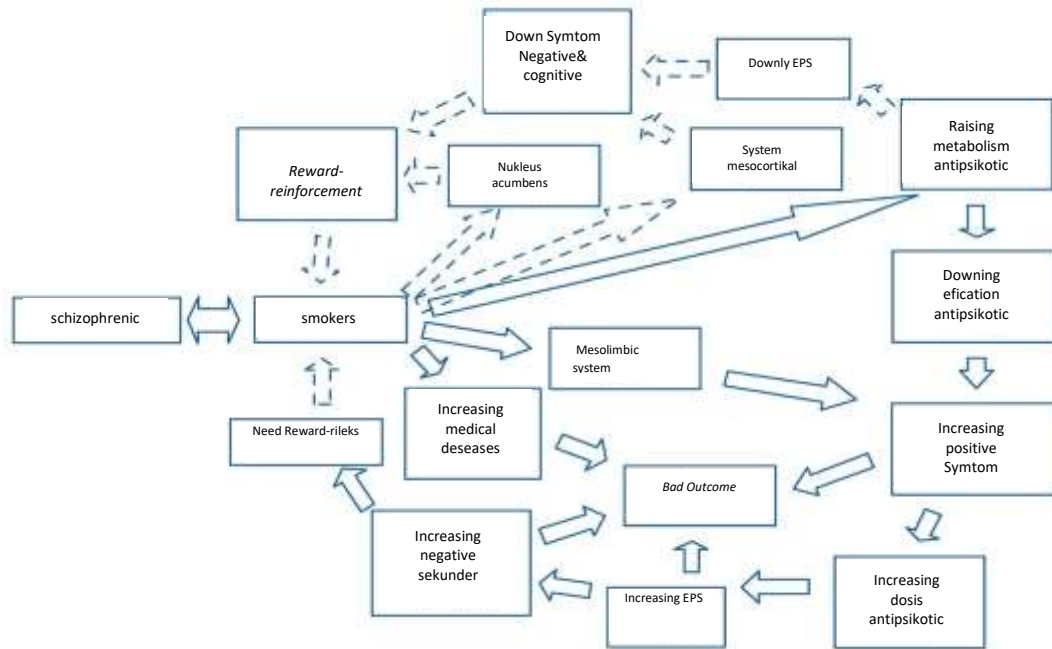 Down Symtom
Negative&
cognitive
Downly EPS
Raising
metabolism
antipsikotic
Reward-
reinforcement
Nukleus
acumbens
System
mesocortikal
Downing
efication
antipsikotic
schizophrenic
smokers
Mesolimbic
system
Increasing
medical
deseases
Need Reward-rileks
Increasing
positive
Symtom
Bad Outcome
Increasing
negative
sekunder
Increasing EPS
Increasing
dosis
antipsikotic